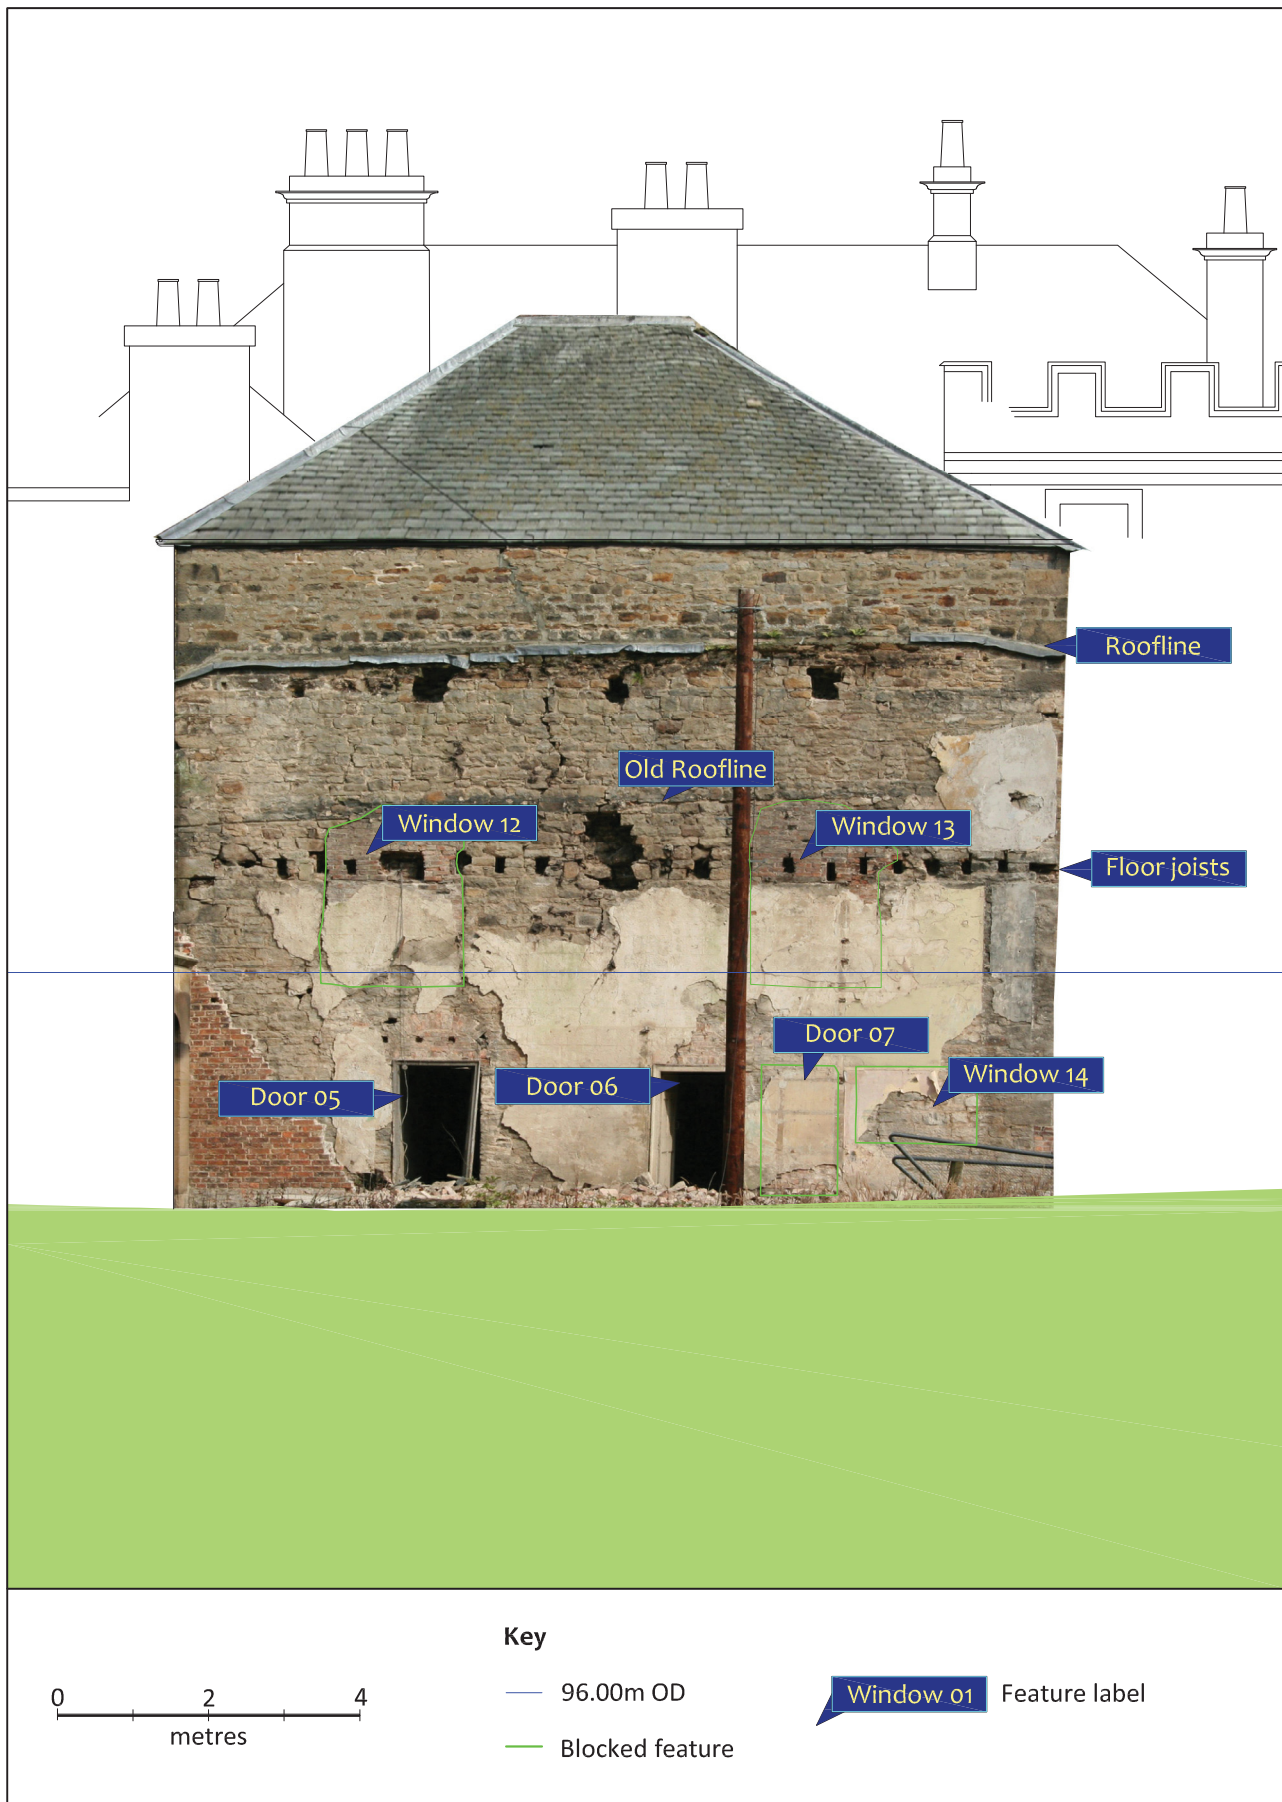 Roofline
Old Roofline
Window 12
Window 13
Floor joists
Door 07
Window 14
Door 06
Door 05
Key
0 2 4
metres
96.00m OD
Blocked feature
Window 01 Feature label